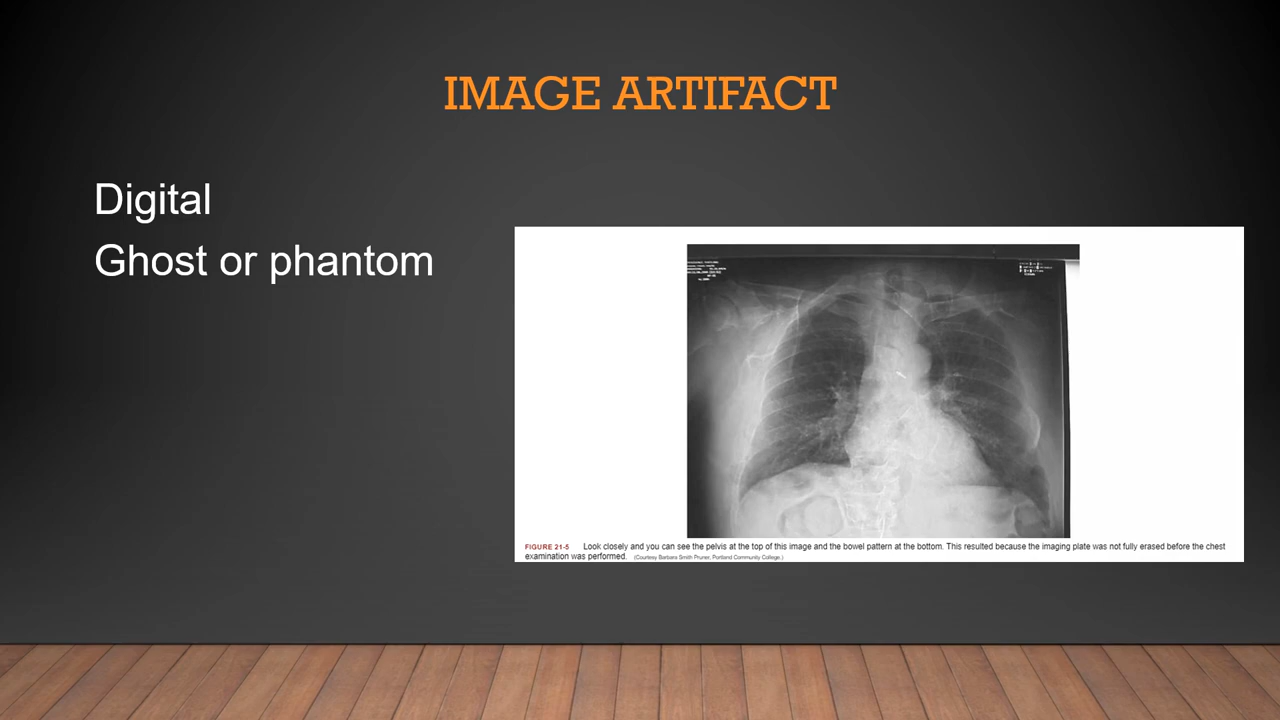 IMAGE ARTIFACT
Digital
Ghost or phantom
FIGURE 21-5 Look closely and you can see the pelvis at the top of this image and the bowel pattern at the bottom. This resulted because the imaging plate was not fully erased before the chest
examination was performed. (Courtesy Barbara Smith Pruner, Portland Community College.)